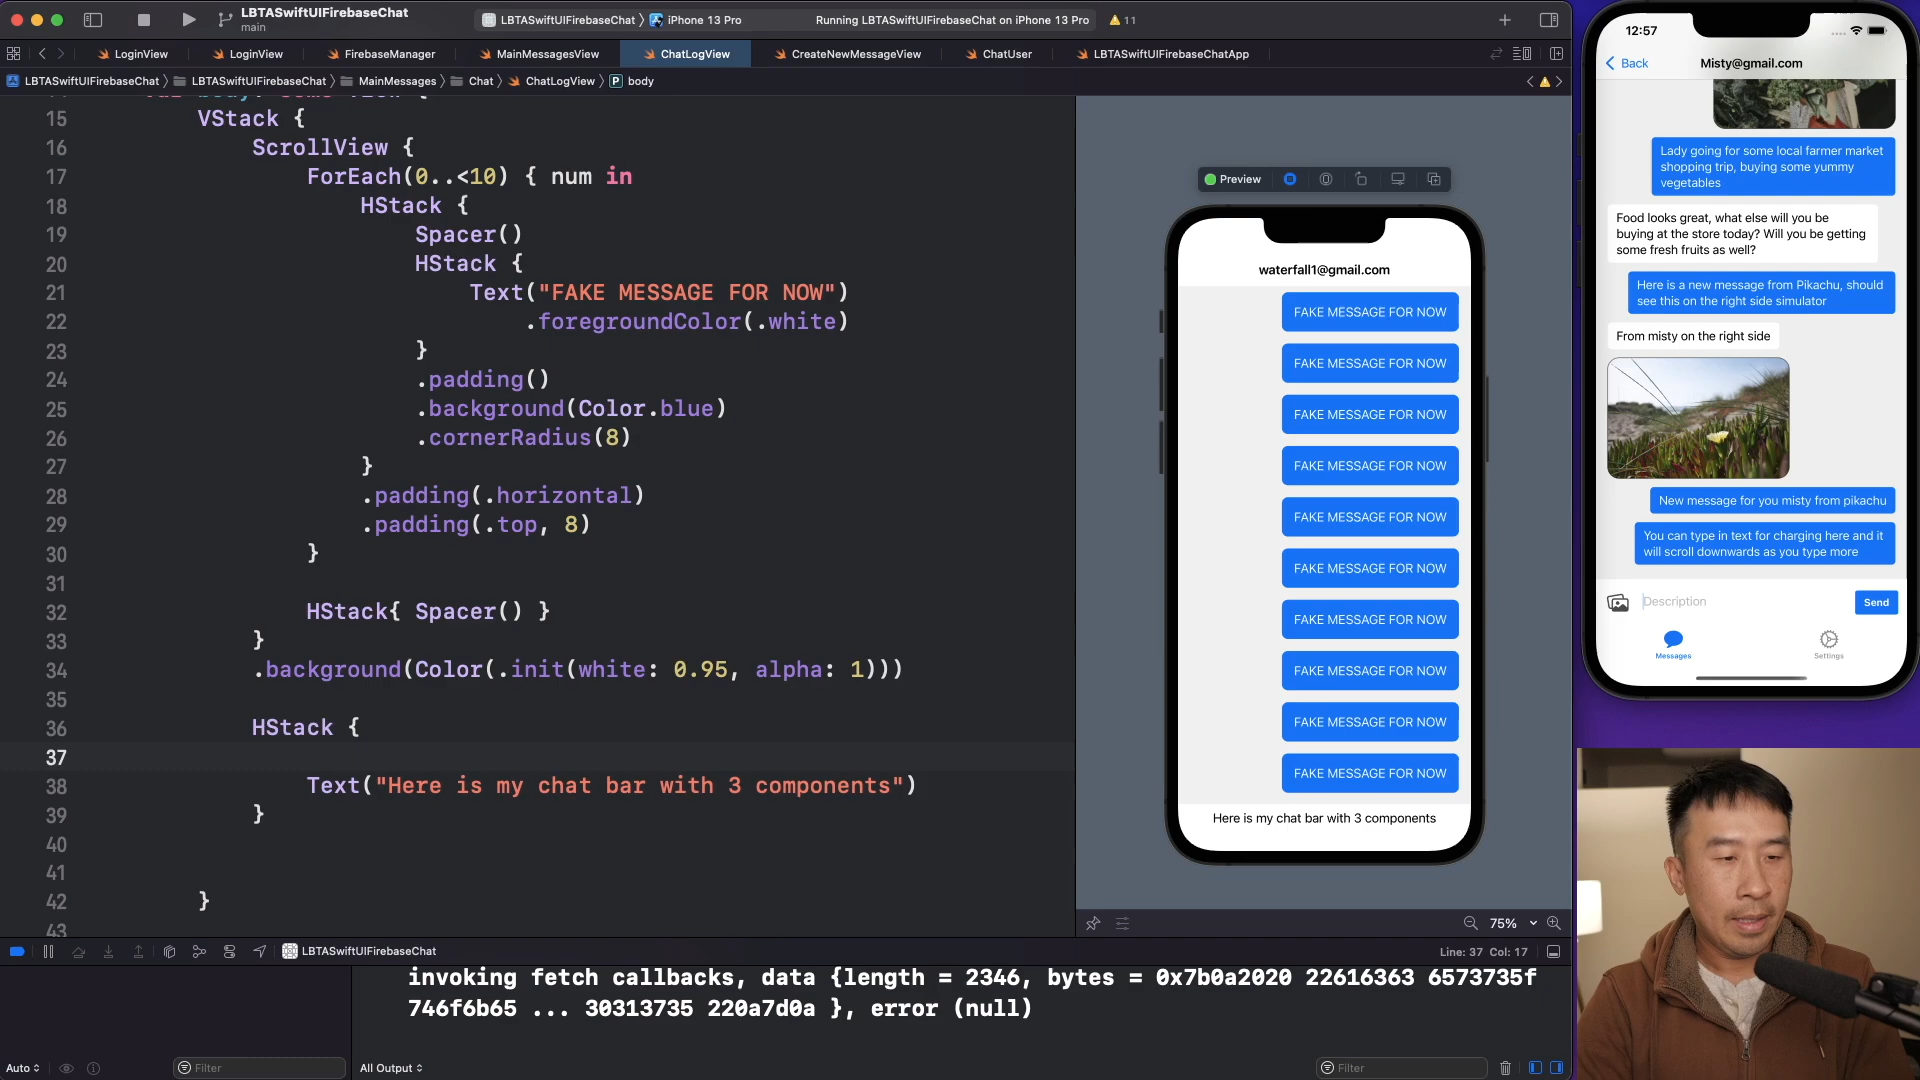 LBTASwiftUIFirebaseChat
main
LBTASwiftUIFirebaseChat
iPhone 13 Pro
Running LBTASwiftUIFirebaseChat on iPhone 13 Pro
11
LoginView
LoginView
FirebaseManager
MainMessagesView
ChatLogView
CreateNewMessageView
ChatUser
LBTASwiftUIFirebaseChatApp
LBTASwiftUIFirebaseChat
LBTASwiftUIFirebaseChat
MainMessages
Chat
ChatLogView
P body
15 VStack {
16 ScrollView {
17 ForEach(0..<10) { num in
18 HStack {
19 Spacer()
20 HStack {
21 Text("FAKE MESSAGE FOR NOW")
22 .foregroundColor(.white)
23 }
24 .padding()
25 .background(Color.blue)
26 .cornerRadius(8)
27 }
28 .padding(.horizontal)
29 .padding(.top, 8)
30 }
31
32 HStack{ Spacer() }
33 }
34 .background(Color(.init(white: 0.95, alpha: 1)))
35
36 HStack {
37
38 Text("Here is my chat bar with 3 components")
39 }
40
41
42 }
43
Preview
waterfall1@gmail.com
FAKE MESSAGE FOR NOW
FAKE MESSAGE FOR NOW
FAKE MESSAGE FOR NOW
FAKE MESSAGE FOR NOW
FAKE MESSAGE FOR NOW
FAKE MESSAGE FOR NOW
FAKE MESSAGE FOR NOW
FAKE MESSAGE FOR NOW
FAKE MESSAGE FOR NOW
FAKE MESSAGE FOR NOW
Here is my chat bar with 3 components
75%
LBTASwiftUIFirebaseChat
Line: 37 Col: 17
invoking fetch callbacks, data {length = 2346, bytes = 0x7b0a2020 22616363 6573735f
746f6b65 ... 30313735 220a7d0a }, error (null)
Auto
Filter
All Output
Filter
12:57
Back
Misty@gmail.com
Lady going for some local farmer market
shopping trip, buying some yummy
vegetables
Food looks great, what else will you be
buying at the store today? Will you be getting
some fresh fruits as well?
Here is a new message from Pikachu, should
see this on the right side simulator
From misty on the right side
New message for you misty from pikachu
You can type in text for charging here and it
will scroll downwards as you type more
Description
Send
Messages
Settings